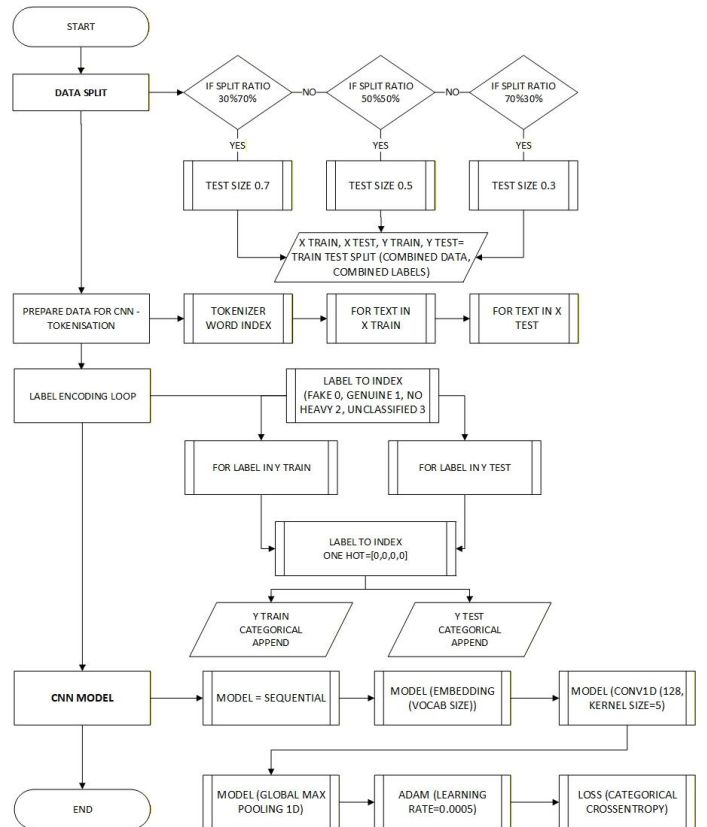 START
DATA SPLIT
IF SPLIT RATIO
30%70%
NO
IF SPLIT RATIO
50%50%
NO
IF SPLIT RATIO
70%30%
YES
YES
YES
TEST SIZE 0.7
TEST SIZE 0.5
TEST SIZE 0.3
X TRAIN, X TEST, Y TRAIN, Y TEST=
TRAIN TEST SPLIT (COMBINED DATA,
COMBINED LABELS)
PREPARE DATA FOR CNN -
TOKENISATION
TOKENIZER
WORD INDEX
FOR TEXT IN
X TRAIN
FOR TEXT IN X
TEST
LABEL ENCODING LOOP
LABEL TO INDEX
(FAKE 0, GENUINE 1, NO
HEAVY 2, UNCLASSIFIED 3
FOR LABEL IN Y TRAIN
FOR LABEL IN Y TEST
LABEL TO INDEX
ONE HOT=[0,0,0,0]
Y TRAIN
CATEGORICAL
APPEND
Y TEST
CATEGORICAL
APPEND
CNN MODEL
MODEL = SEQUENTIAL
MODEL (EMBEDDING
(VOCAB SIZE))
MODEL (CONV1D (128,
KERNEL SIZE=5)
END
MODEL (GLOBAL MAX
POOLING 1D)
ADAM (LEARNING
RATE=0.0005)
LOSS (CATEGORICAL
CROSSENTROPY)